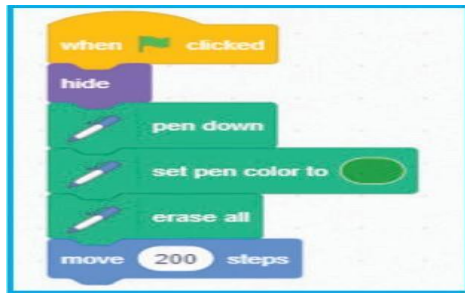 when clicked
hide
pen down
set pen color to
erase all
move 200 steps